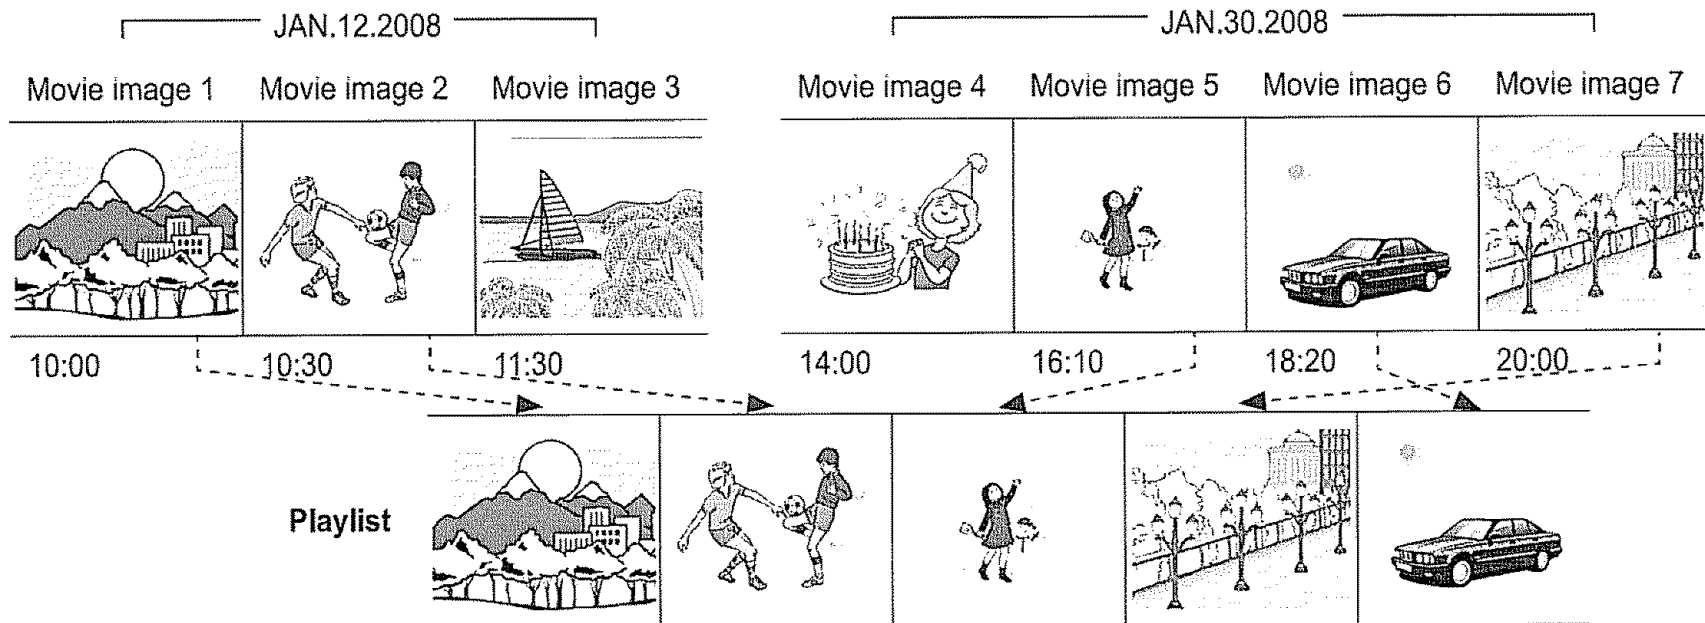 JAN.12.2008 JAN.30.2008
Movie image 1 Movie image 2 Movie image 3 Movie image 4 Movie image 5 Movie image 6 Movie image 7
10:00 10:30 11:30 14:00 16:10 18:20 20:00
Playlist